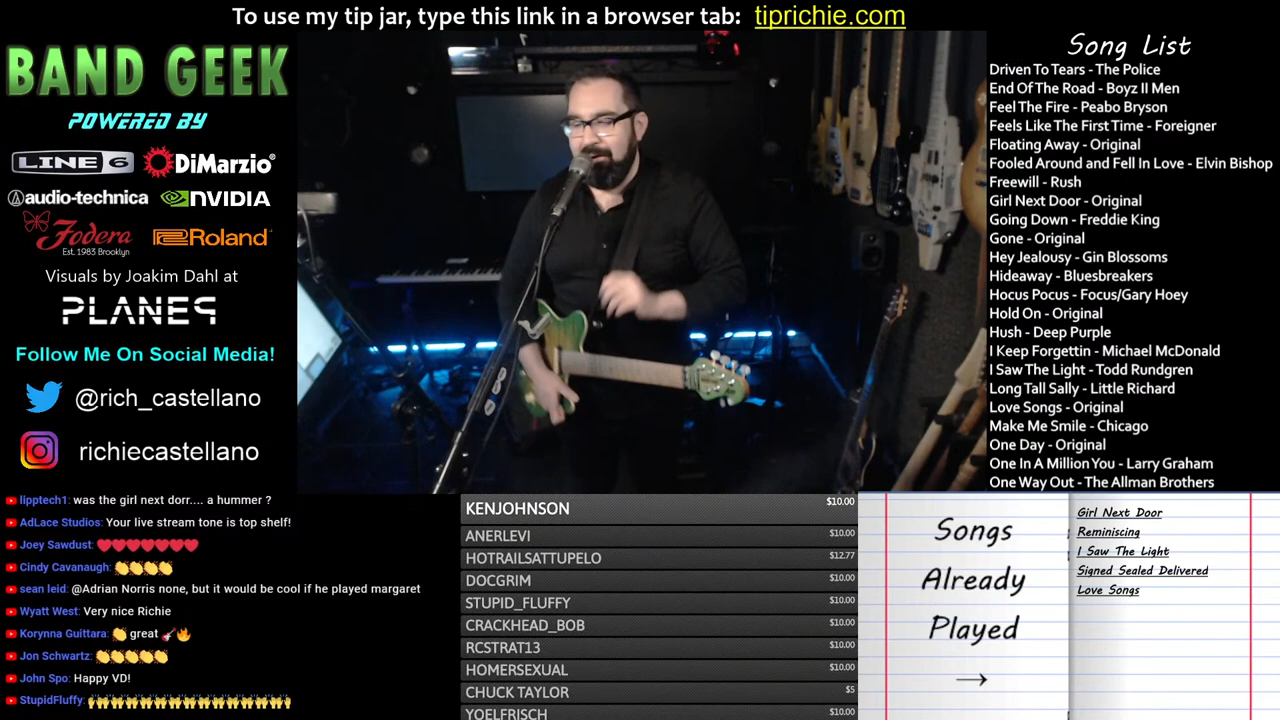 To use my tip jar, type this link in a browser tab: tiprichie.com
BAND GEEK
POWERED BY
LINE 6
DiMarzio®
audio-technica
NVIDIA
Fodera
Est. 1983 Brooklyn
Roland
Visuals by Joakim Dahl at
PLANE9
Follow Me On Social Media!
@rich_castellano
richiecastellano
lipptech1: was the girl next dorr.... a hummer ?
AdLace Studios: Your live stream tone is top shelf!
Joey Sawdust: ❤❤❤❤❤❤❤
Cindy Cavanaugh: 👏👏👏👏
sean leid: @Adrian Norris none, but it would be cool if he played margaret
Wyatt West: Very nice Richie
Korynna Guittara: 👏 great 🎸🔥
Jon Schwartz: 👏👏👏👏👏
John Spo: Happy VD!
StupidFluffy:
KENJOHNSON $10.00
ANERLEVI $10.00
HOTRAILSATTUPELO $12.77
DOCGRIM $10.00
STUPID_FLUFFY $10.00
CRACKHEAD_BOB $10.00
RCSTRAT13 $10.00
HOMERSEXUAL $10.00
CHUCK TAYLOR $5
YOELFRISCH $10.00
Song List
Driven To Tears - The Police
End Of The Road - Boyz II Men
Feel The Fire - Peabo Bryson
Feels Like The First Time - Foreigner
Floating Away - Original
Fooled Around and Fell In Love - Elvin Bishop
Freewill - Rush
Girl Next Door - Original
Going Down - Freddie King
Gone - Original
Hey Jealousy - Gin Blossoms
Hideaway - Bluesbreakers
Hocus Pocus - Focus/Gary Hoey
Hold On - Original
Hush - Deep Purple
I Keep Forgettin - Michael McDonald
I Saw The Light - Todd Rundgren
Long Tall Sally - Little Richard
Love Songs - Original
Make Me Smile - Chicago
One Day - Original
One In A Million You - Larry Graham
One Way Out - The Allman Brothers
Songs
Already
Played
→
Girl Next Door
Reminiscing
I Saw The Light
Signed Sealed Delivered
Love Songs